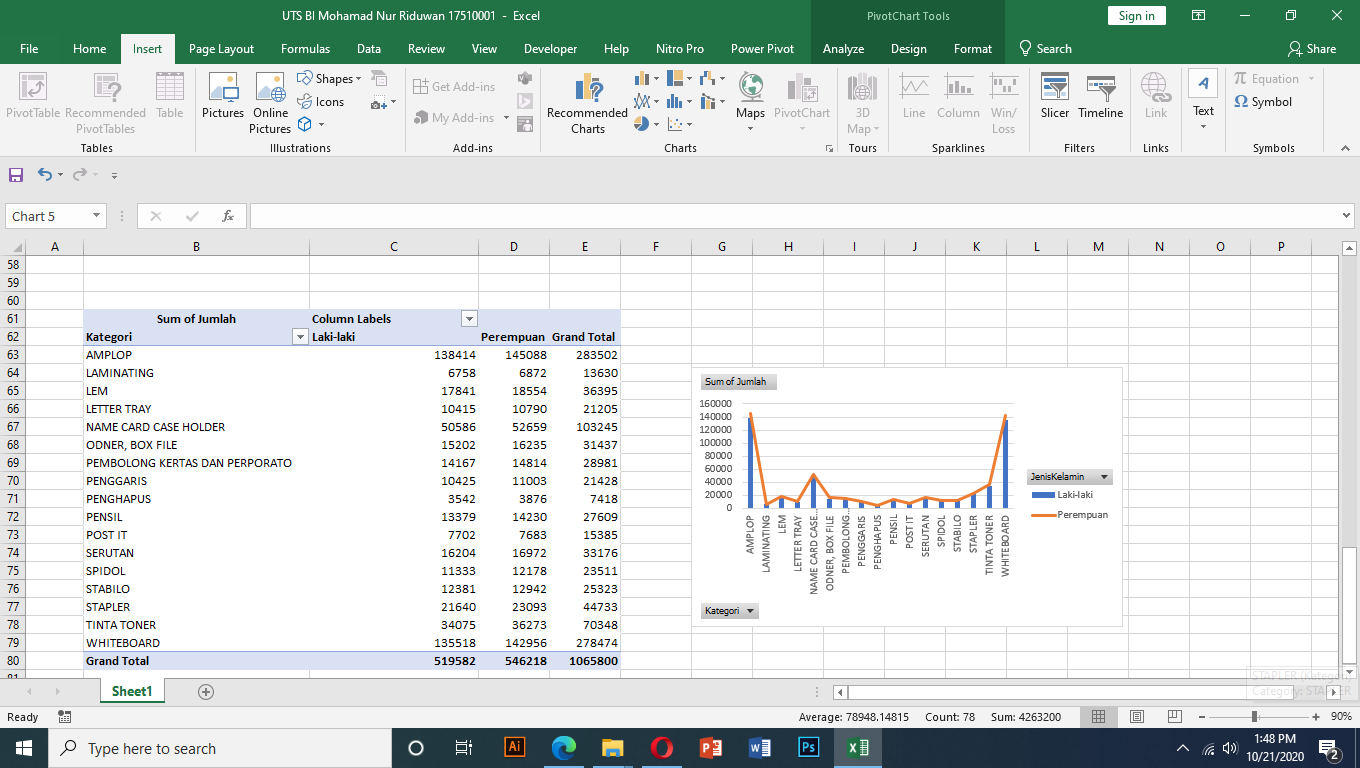 UTS BI Mohamad Nur Riduwan 17510001 - Excel
PivotChart Tools
Sign in
File Home Insert Page Layout Formulas Data Review View Developer Help Nitro Pro Power Pivot Analyze Design Format Search Share
PivotTable
Recommended PivotTables
Table
Tables
Pictures
Online Pictures
Shapes
Icons
Illustrations
Get Add-ins
My Add-ins
Add-ins
Recommended Charts
Maps
PivotChart
Charts
3D Map
Tours
Line
Column
Win/Loss
Sparklines
Slicer
Timeline
Filters
Link
Links
Text
Equation
Symbol
Symbols
Chart 5
fx
A B C D E F G H I J K L M N O P
58
59
60
61 Sum of Jumlah Column Labels
62 Kategori Laki-laki Perempuan Grand Total
63 AMPLOP 138414 145088 283502
64 LAMINATING 6758 6872 13630
65 LEM 17841 18554 36395
66 LETTER TRAY 10415 10790 21205
67 NAME CARD CASE HOLDER 50586 52659 103245
68 ODNER, BOX FILE 15202 16235 31437
69 PEMBOLONG KERTAS DAN PERPORATO 14167 14814 28981
70 PENGGARIS 10425 11003 21428
71 PENGHAPUS 3542 3876 7418
72 PENSIL 13379 14230 27609
73 POST IT 7702 7683 15385
74 SERUTAN 16204 16972 33176
75 SPIDOL 11333 12178 23511
76 STABILO 12381 12942 25323
77 STAPLER 21640 23093 44733
78 TINTA TONER 34075 36273 70348
79 WHITEBOARD 135518 142956 278474
80 Grand Total 519582 546218 1065800
81
Sum of Jumlah
160000
140000
120000
100000
80000
60000
40000
20000
0
AMPLOP
LAMINATING
LEM
LETTER TRAY
NAME CARD CASE...
ODNER, BOX FILE
PEMBOLONG...
PENGGARIS
PENGHAPUS
PENSIL
POST IT
SERUTAN
SPIDOL
STABILO
STAPLER
TINTA TONER
WHITEBOARD
JenisKelamin
Laki-laki
Perempuan
Kategori
STAPLER (Kategori)
Category: STAPLER
Sheet1
Ready
Average: 78948.14815 Count: 78 Sum: 4263200
90%
Type here to search
Ai
Ps
1:48 PM
10/21/2020
2